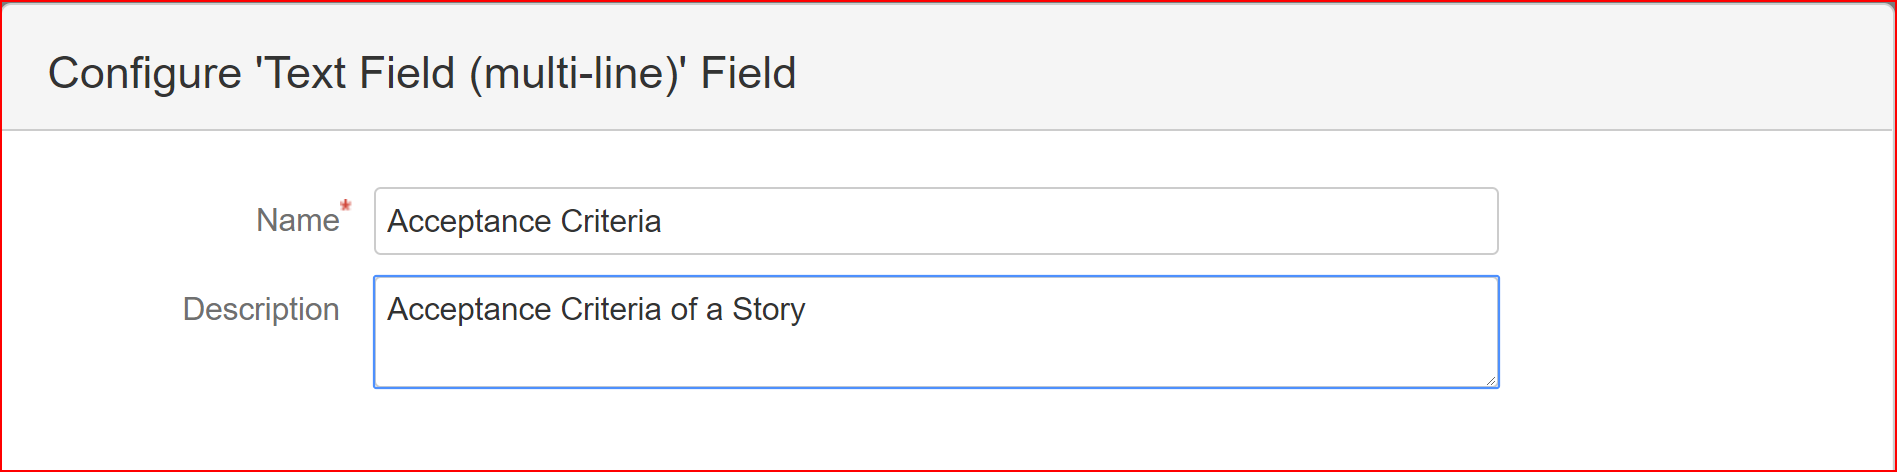 Configure 'Text Field (multi-line)' Field
Name* Acceptance Criteria
Description Acceptance Criteria of a Story